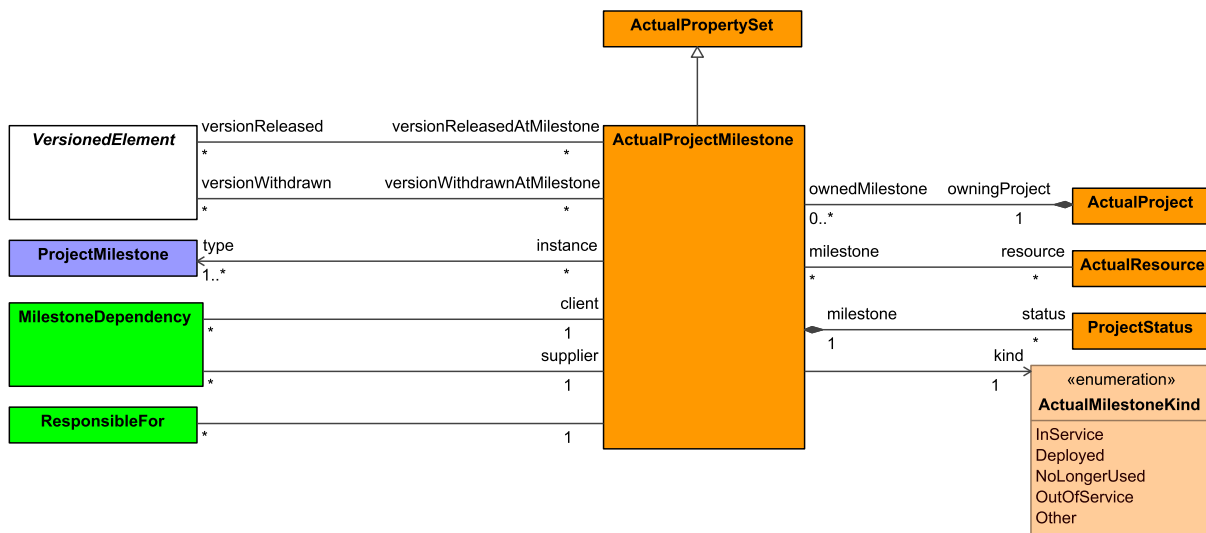 ActualPropertySet
versionReleased versionReleasedAtMilestone
VersionedElement
* *
ActualProjectMilestone
versionWithdrawn versionWithdrawnAtMilestone
* *
ownedMilestone owningProject
0..* 1
ActualProject
ProjectMilestone
type instance
1..* *
milestone resource
* *
ActualResource
MilestoneDependency
client
* 1
supplier
* 1
milestone status
1 *
ProjectStatus
kind
1
ResponsibleFor
* 1
«enumeration»
ActualMilestoneKind
InService
Deployed
NoLongerUsed
OutOfService
Other